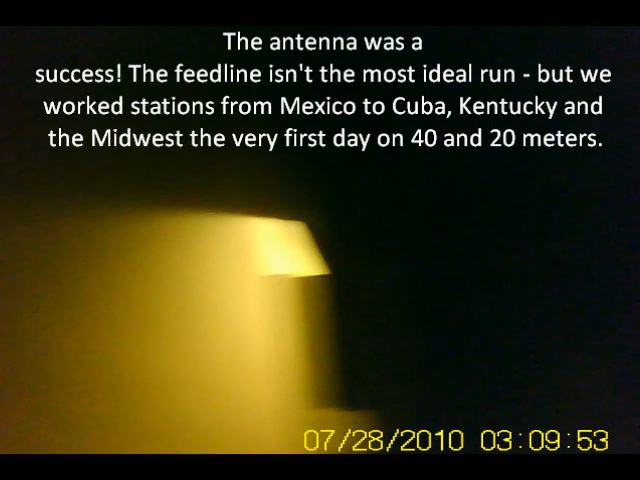 The antenna was a
success! The feedline isn't the most ideal run - but we
worked stations from Mexico to Cuba, Kentucky and
the Midwest the very first day on 40 and 20 meters.
07/28/2010 03:09:53